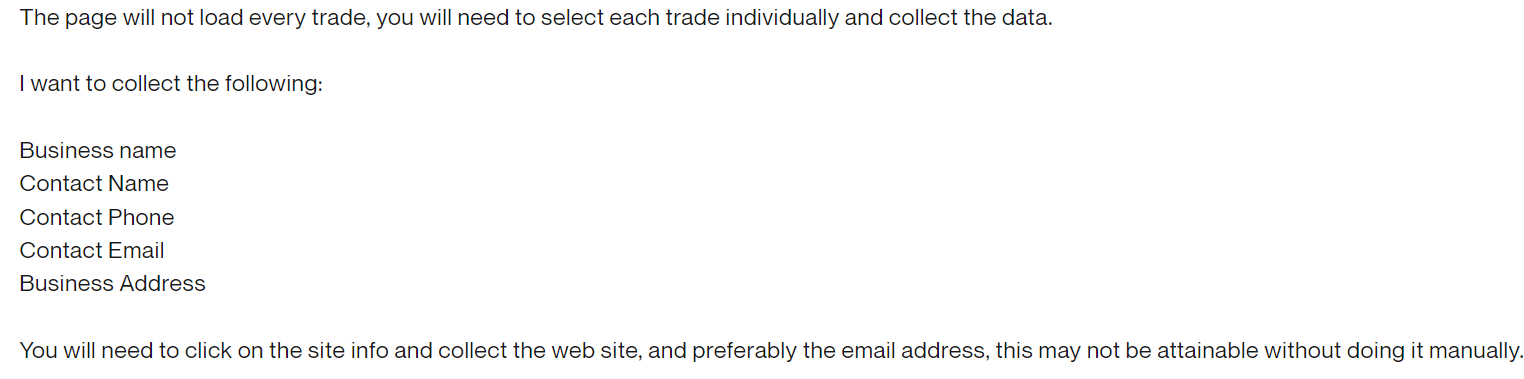 The page will not load every trade, you will need to select each trade individually and collect the data.
I want to collect the following:
Business name
Contact Name
Contact Phone
Contact Email
Business Address
You will need to click on the site info and collect the web site, and preferably the email address, this may not be attainable without doing it manually.